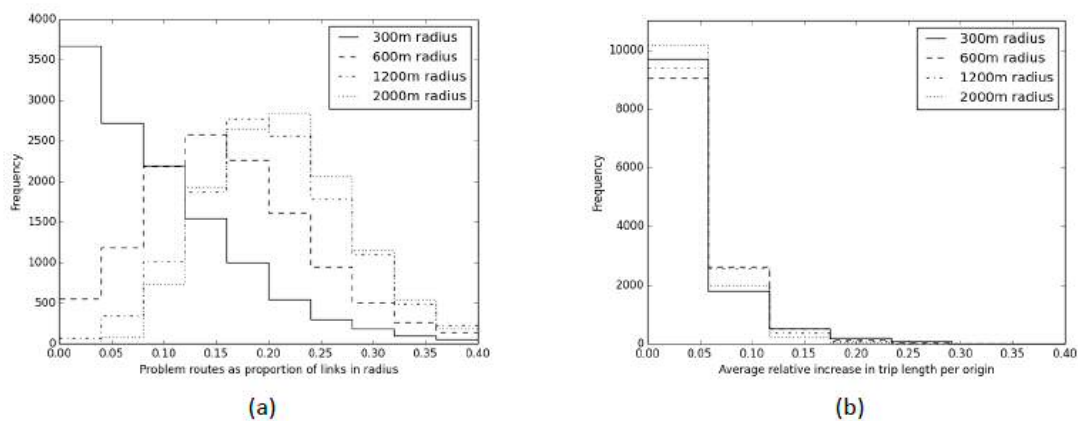 4000
3500
3000
2500
2000
1500
1000
500
0
Frequency
300m radius
600m radius
1200m radius
2000m radius
0.00 0.05 0.10 0.15 0.20 0.25 0.30 0.35 0.40
Problem routes as proportion of links in radius
(a)
10000
8000
6000
4000
2000
0
Frequency
300m radius
600m radius
1200m radius
2000m radius
0.00 0.05 0.10 0.15 0.20 0.25 0.30 0.35 0.40
Average relative increase in trip length per origin
(b)